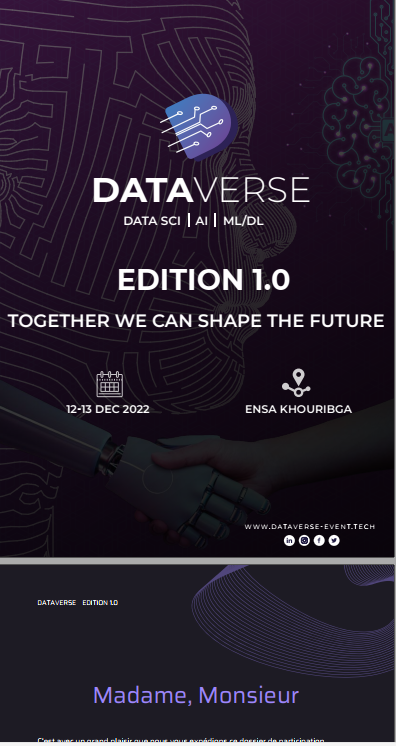 DATAVERSE
DATA SCI | AI | ML/DL
EDITION 1.0
TOGETHER WE CAN SHAPE THE FUTURE
12-13 DEC 2022
ENSA KHOURIBGA
WWW.DATAVERSE-EVENT.TECH
DATAVERSE EDITION 1.0
Madame, Monsieur
C'est avec un grand plaisir que nous vous expédions ce dossier de participation